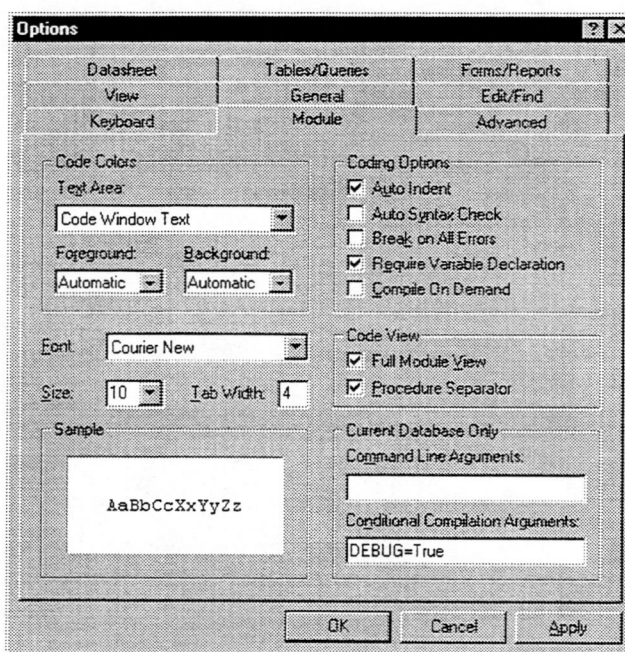 Options
Datasheet Tables/Queries Forms/Reports
View General Edit/Find
Keyboard Module Advanced
Code Colors
Text Area:
Code Window Text
Foreground: Background:
Automatic Automatic
Font: Courier New
Size: 10 Tab Width: 4
Sample
AaBbCcXxYyZz
Coding Options
Auto Indent
Auto Syntax Check
Break on All Errors
Require Variable Declaration
Compile On Demand
Code View
Full Module View
Procedure Separator
Current Database Only
Command Line Arguments:
Conditional Compilation Arguments:
DEBUG=True
OK Cancel Apply